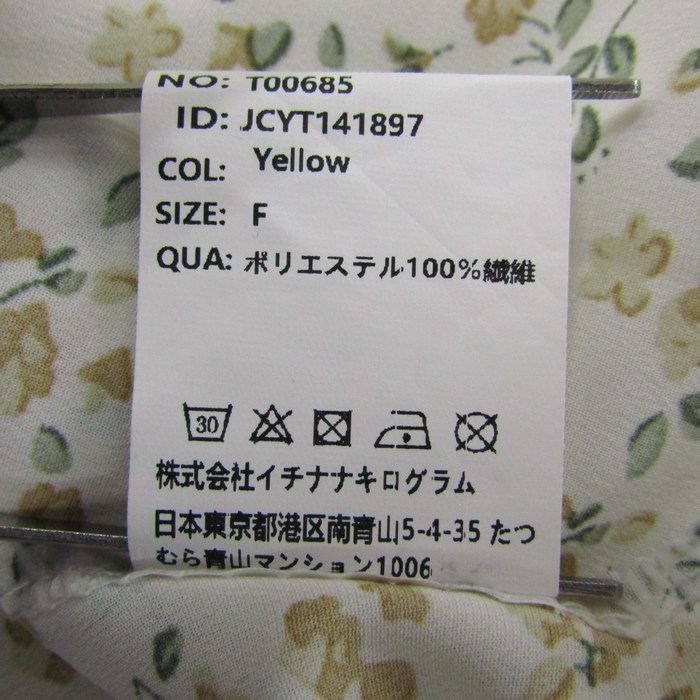 NO: T00685
ID: JCYT141897
COL: Yellow
SIZE: F
QUA: ポリエステル100%繊維
30
株式会社イチナナキログラム
日本東京都港区南青山5-4-35 たつ
むら青山マンション1006